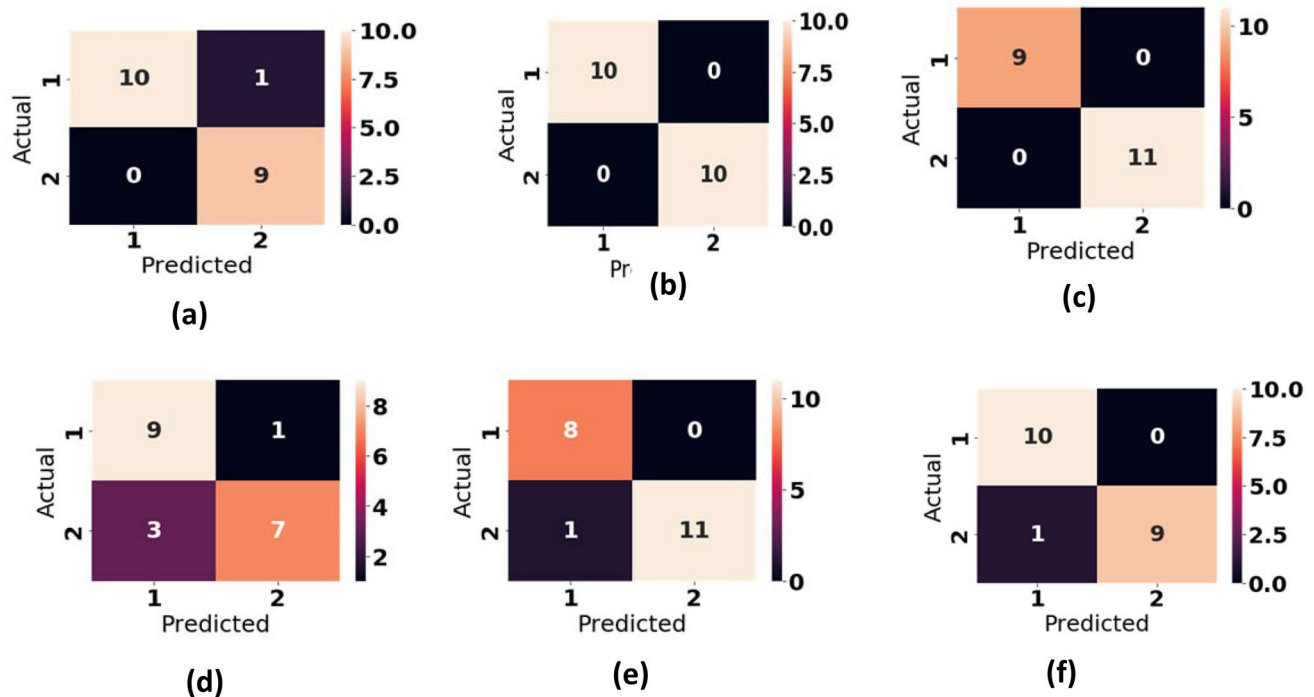 10.0
1 10 1 7.5
Actual 5.0
2 0 9 2.5
0.0
1 2
Predicted
(a)
10.0
1 10 0 7.5
Actual 5.0
2 0 10 2.5
0.0
1 2
Pr
(b)
1 9 0 10
Actual 5
2 0 11
0
1 2
Predicted
(c)
1 9 1 8
Actual 6
4
2 3 7 2
1 2
Predicted
(d)
1 8 0 10
Actual 5
2 1 11
0
1 2
Predicted
(e)
10.0
1 10 0 7.5
Actual 5.0
2 1 9 2.5
0.0
1 2
Predicted
(f)